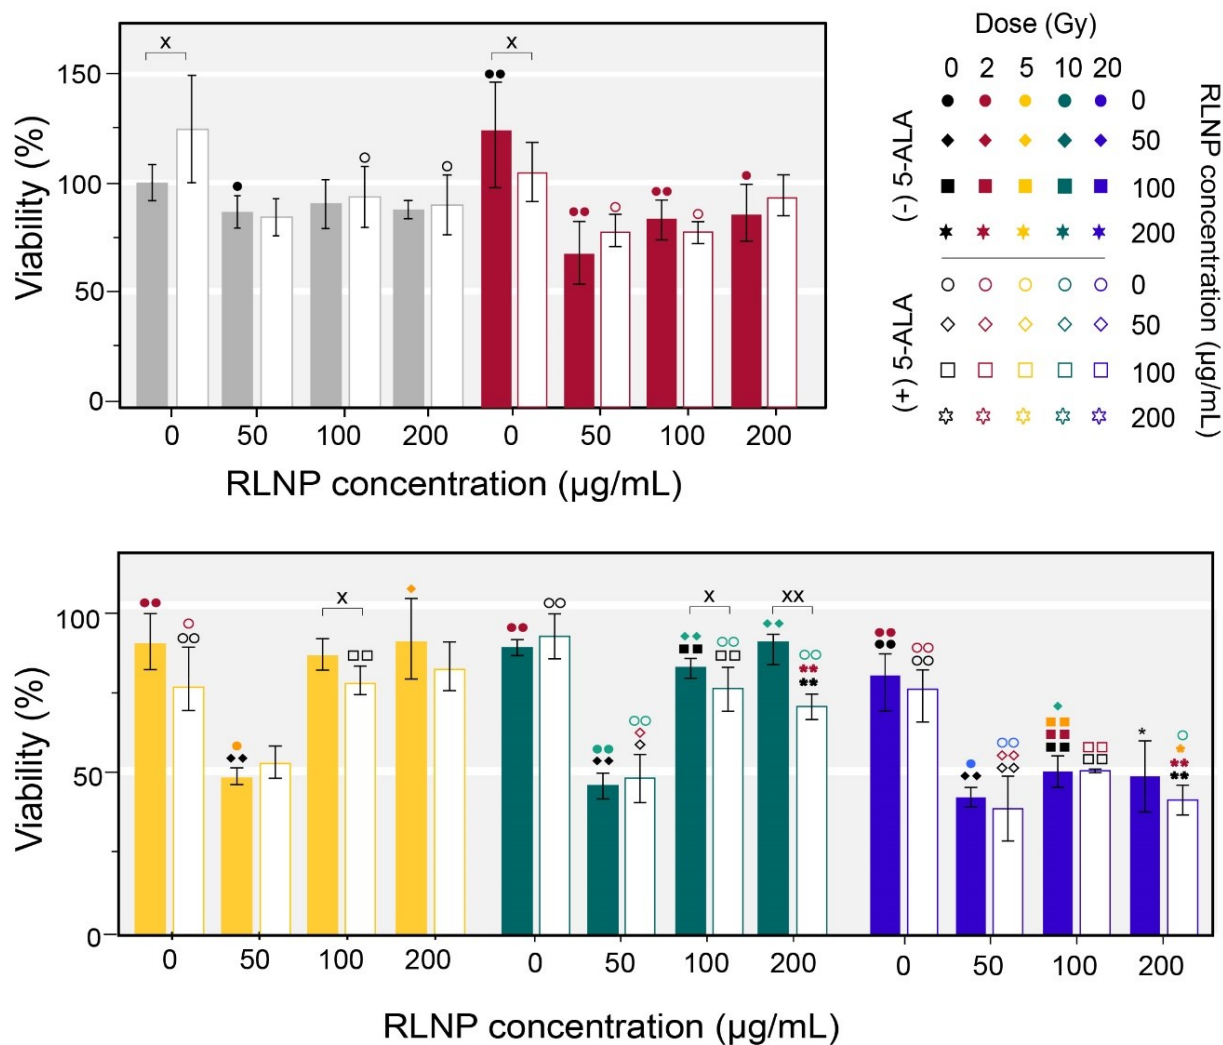 Viability (%)
150
100
50
0
x
x
0 50 100 200 0 50 100 200
RLNP concentration (µg/mL)
Dose (Gy)
0 2 5 10 20
(-) 5-ALA
0
50
100
200
(+) 5-ALA
0
50
100
200
RLNP concentration (µg/mL)
Viability (%)
100
50
0
x
x
xx
**
**
*
*
**
**
0 50 100 200 0 50 100 200 0 50 100 200
RLNP concentration (µg/mL)